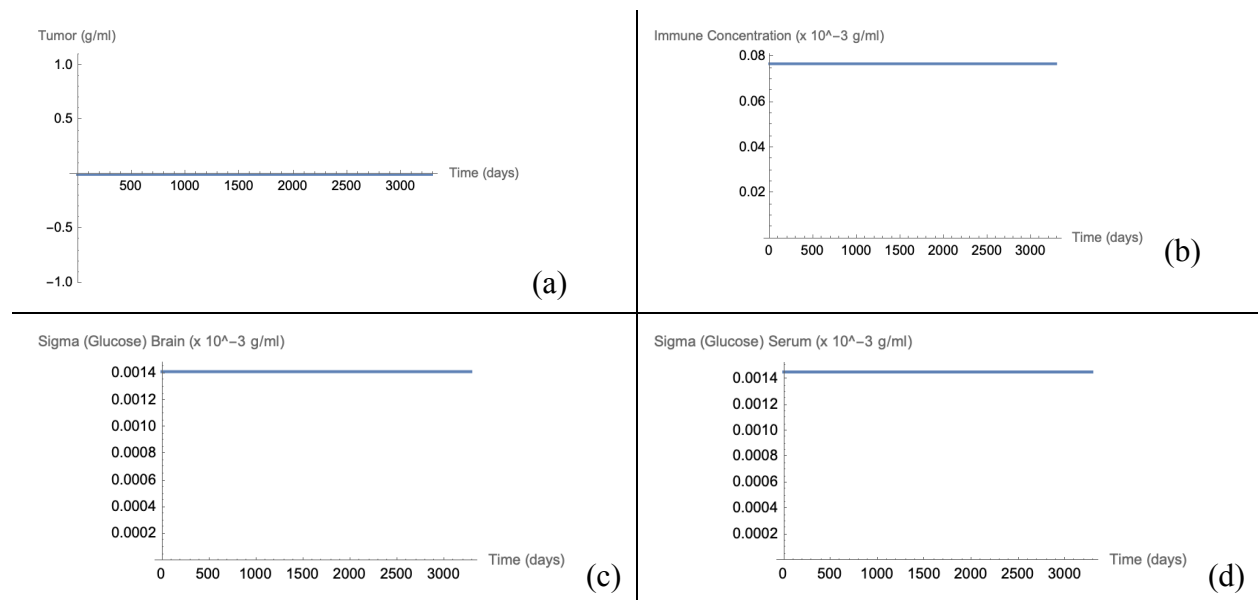 Tumor (g/ml)
1.0
0.5
Time (days)
500 1000 1500 2000 2500 3000
−0.5
−1.0
(a)
Immune Concentration (x 10^−3 g/ml)
0.08
0.06
0.04
0.02
Time (days)
0 500 1000 1500 2000 2500 3000
(b)
Sigma (Glucose) Brain (x 10^−3 g/ml)
0.0014
0.0012
0.0010
0.0008
0.0006
0.0004
0.0002
Time (days)
0 500 1000 1500 2000 2500 3000
(c)
Sigma (Glucose) Serum (x 10^−3 g/ml)
0.0014
0.0012
0.0010
0.0008
0.0006
0.0004
0.0002
Time (days)
0 500 1000 1500 2000 2500 3000
(d)